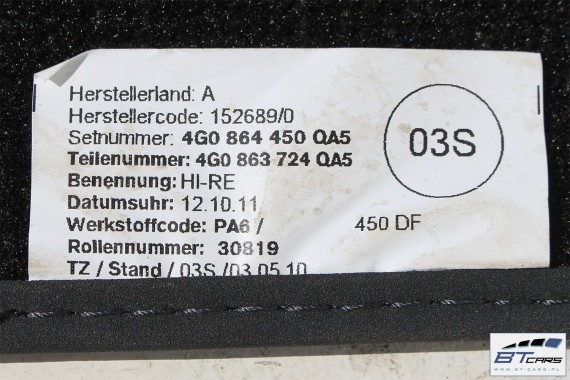 Herstellerland: A
Herstellercode: 152689/0
Setnummer: 4G0 864 450 QA5
Teilenummer: 4G0 863 724 QA5
Benennung: HI-RE
Datumsuhr: 12.10.11
Werkstoffcode: PA6 / 450 DF
Rollennummer: 30819
TZ / Stand / 03S /03.05.10
03S
BT CARS
WWW.BTCARS.PL